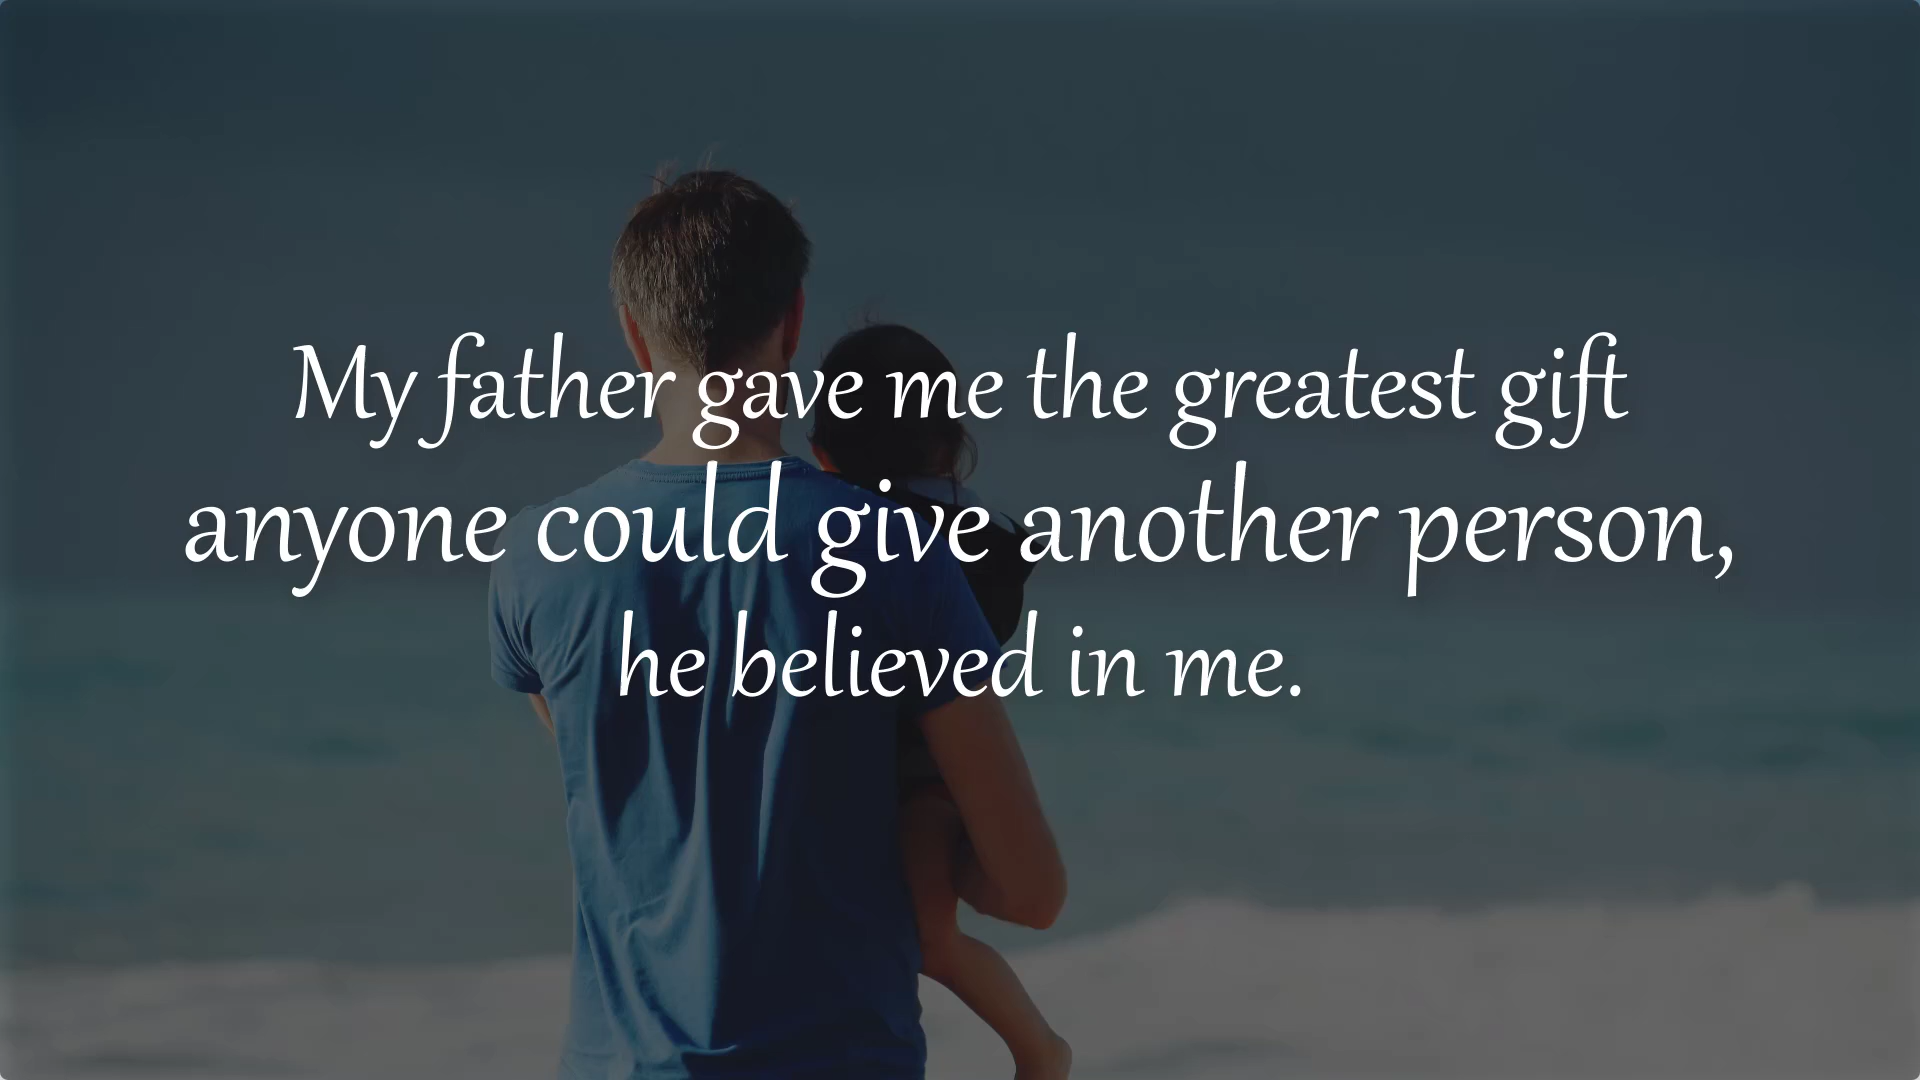 My father gave me the greatest gift
anyone could give another person,
he believed in me.